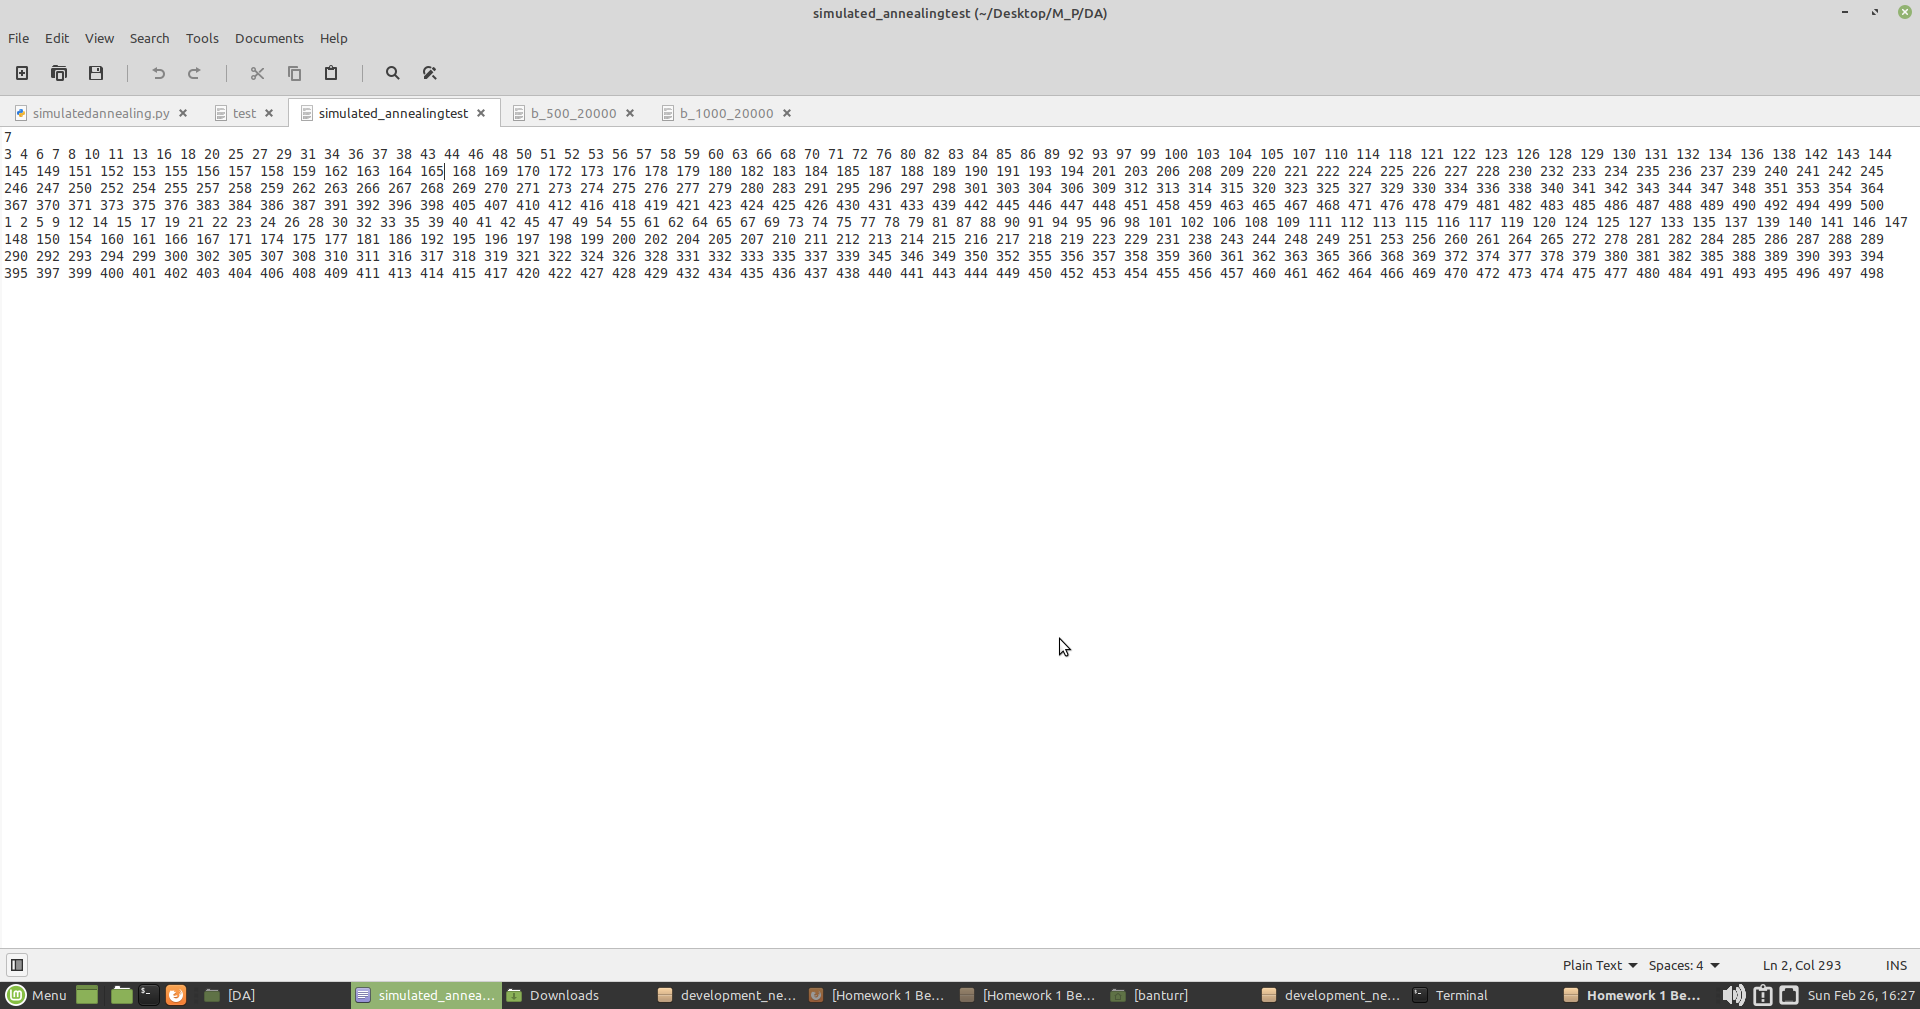 simulated_annealingtest (~/Desktop/M_P/DA)
File Edit View Search Tools Documents Help
simulatedannealing.py test simulated_annealingtest b_500_20000 b_1000_20000
7
3 4 6 7 8 10 11 13 16 18 20 25 27 29 31 34 36 37 38 43 44 46 48 50 51 52 53 56 57 58 59 60 63 66 68 70 71 72 76 80 82 83 84 85 86 89 92 93 97 99 100 103 104 105 107 110 114 118 121 122 123 126 128 129 130 131 132 134 136 138 142 143 144
145 149 151 152 153 155 156 157 158 159 162 163 164 165 168 169 170 172 173 176 178 179 180 182 183 184 185 187 188 189 190 191 193 194 201 203 206 208 209 220 221 222 224 225 226 227 228 230 232 233 234 235 236 237 239 240 241 242 245
246 247 250 252 254 255 257 258 259 262 263 266 267 268 269 270 271 273 274 275 276 277 279 280 283 291 295 296 297 298 301 303 304 306 309 312 313 314 315 320 323 325 327 329 330 334 336 338 340 341 342 343 344 347 348 351 353 354 364
367 370 371 373 375 376 383 384 386 387 391 392 396 398 405 407 410 412 416 418 419 421 423 424 425 426 430 431 433 439 442 445 446 447 448 451 458 459 463 465 467 468 471 476 478 479 481 482 483 485 486 487 488 489 490 492 494 499 500
1 2 5 9 12 14 15 17 19 21 22 23 24 26 28 30 32 33 35 39 40 41 42 45 47 49 54 55 61 62 64 65 67 69 73 74 75 77 78 79 81 87 88 90 91 94 95 96 98 101 102 106 108 109 111 112 113 115 116 117 119 120 124 125 127 133 135 137 139 140 141 146 147
148 150 154 160 161 166 167 171 174 175 177 181 186 192 195 196 197 198 199 200 202 204 205 207 210 211 212 213 214 215 216 217 218 219 223 229 231 238 243 244 248 249 251 253 256 260 261 264 265 272 278 281 282 284 285 286 287 288 289
290 292 293 294 299 300 302 305 307 308 310 311 316 317 318 319 321 322 324 326 328 331 332 333 335 337 339 345 346 349 350 352 355 356 357 358 359 360 361 362 363 365 366 368 369 372 374 377 378 379 380 381 382 385 388 389 390 393 394
395 397 399 400 401 402 403 404 406 408 409 411 413 414 415 417 420 422 427 428 429 432 434 435 436 437 438 440 441 443 444 449 450 452 453 454 455 456 457 460 461 462 464 466 469 470 472 473 474 475 477 480 484 491 493 495 496 497 498
Plain Text Spaces: 4 Ln 2, Col 293 INS
Menu [DA] simulated_annea... Downloads development_ne... [Homework 1 Be... [Homework 1 Be... [banturr] development_ne... Terminal Homework 1 Be... Sun Feb 26, 16:27